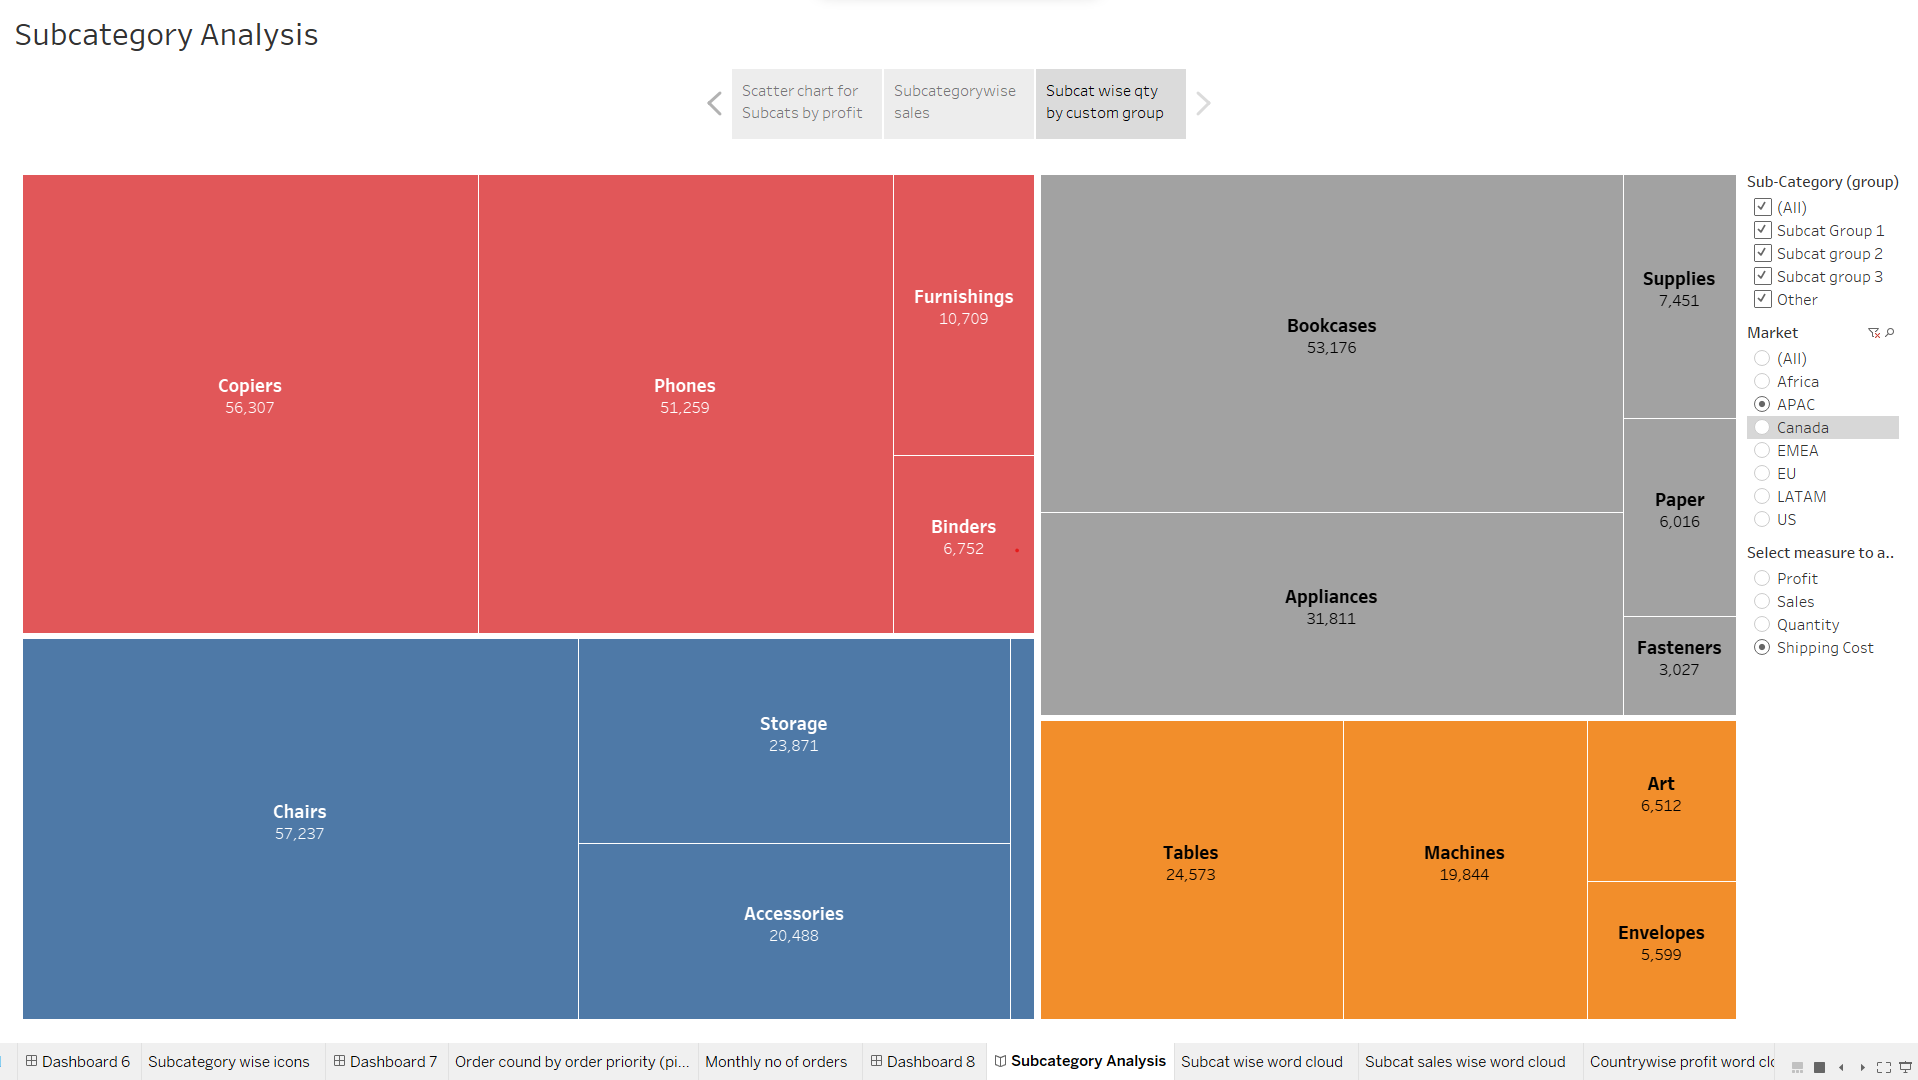 Subcategory Analysis
Scatter chart for
Subcats by profit
Subcategorywise
sales
Subcat wise qty
by custom group
Copiers
56,307
Phones
51,259
Furnishings
10,709
Binders
6,752
Chairs
57,237
Storage
23,871
Accessories
20,488
Bookcases
53,176
Appliances
31,811
Supplies
7,451
Paper
6,016
Fasteners
3,027
Tables
24,573
Machines
19,844
Art
6,512
Envelopes
5,599
Sub-Category (group)
(All)
Subcat Group 1
Subcat group 2
Subcat group 3
Other
Market
(All)
Africa
APAC
Canada
EMEA
EU
LATAM
US
Select measure to a..
Profit
Sales
Quantity
Shipping Cost
Dashboard 6
Subcategory wise icons
Dashboard 7
Order cound by order priority (pi...
Monthly no of orders
Dashboard 8
Subcategory Analysis
Subcat wise word cloud
Subcat sales wise word cloud
Countrywise profit word clo